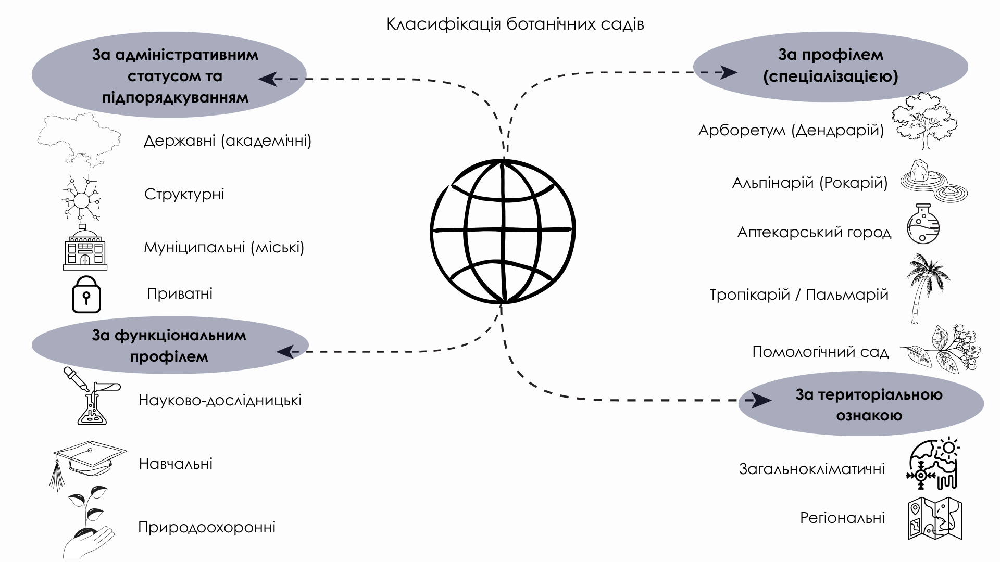 Класифікація ботанічних садів
За адміністративним
статусом та
підпорядкуванням
Державні (академічні)
Структурні
Муніципальні (міські)
Приватні
За функціональним
профілем
Науково-дослідницькі
Навчальні
Природоохоронні
За профілем
(спеціалізацією)
Арборетум (Дендрарій)
Альпінарій (Рокарій)
Аптекарський город
Тропікарій / Пальмарій
Помологічний сад
За територіальною
ознакою
Загальнокліматичні
Регіональні